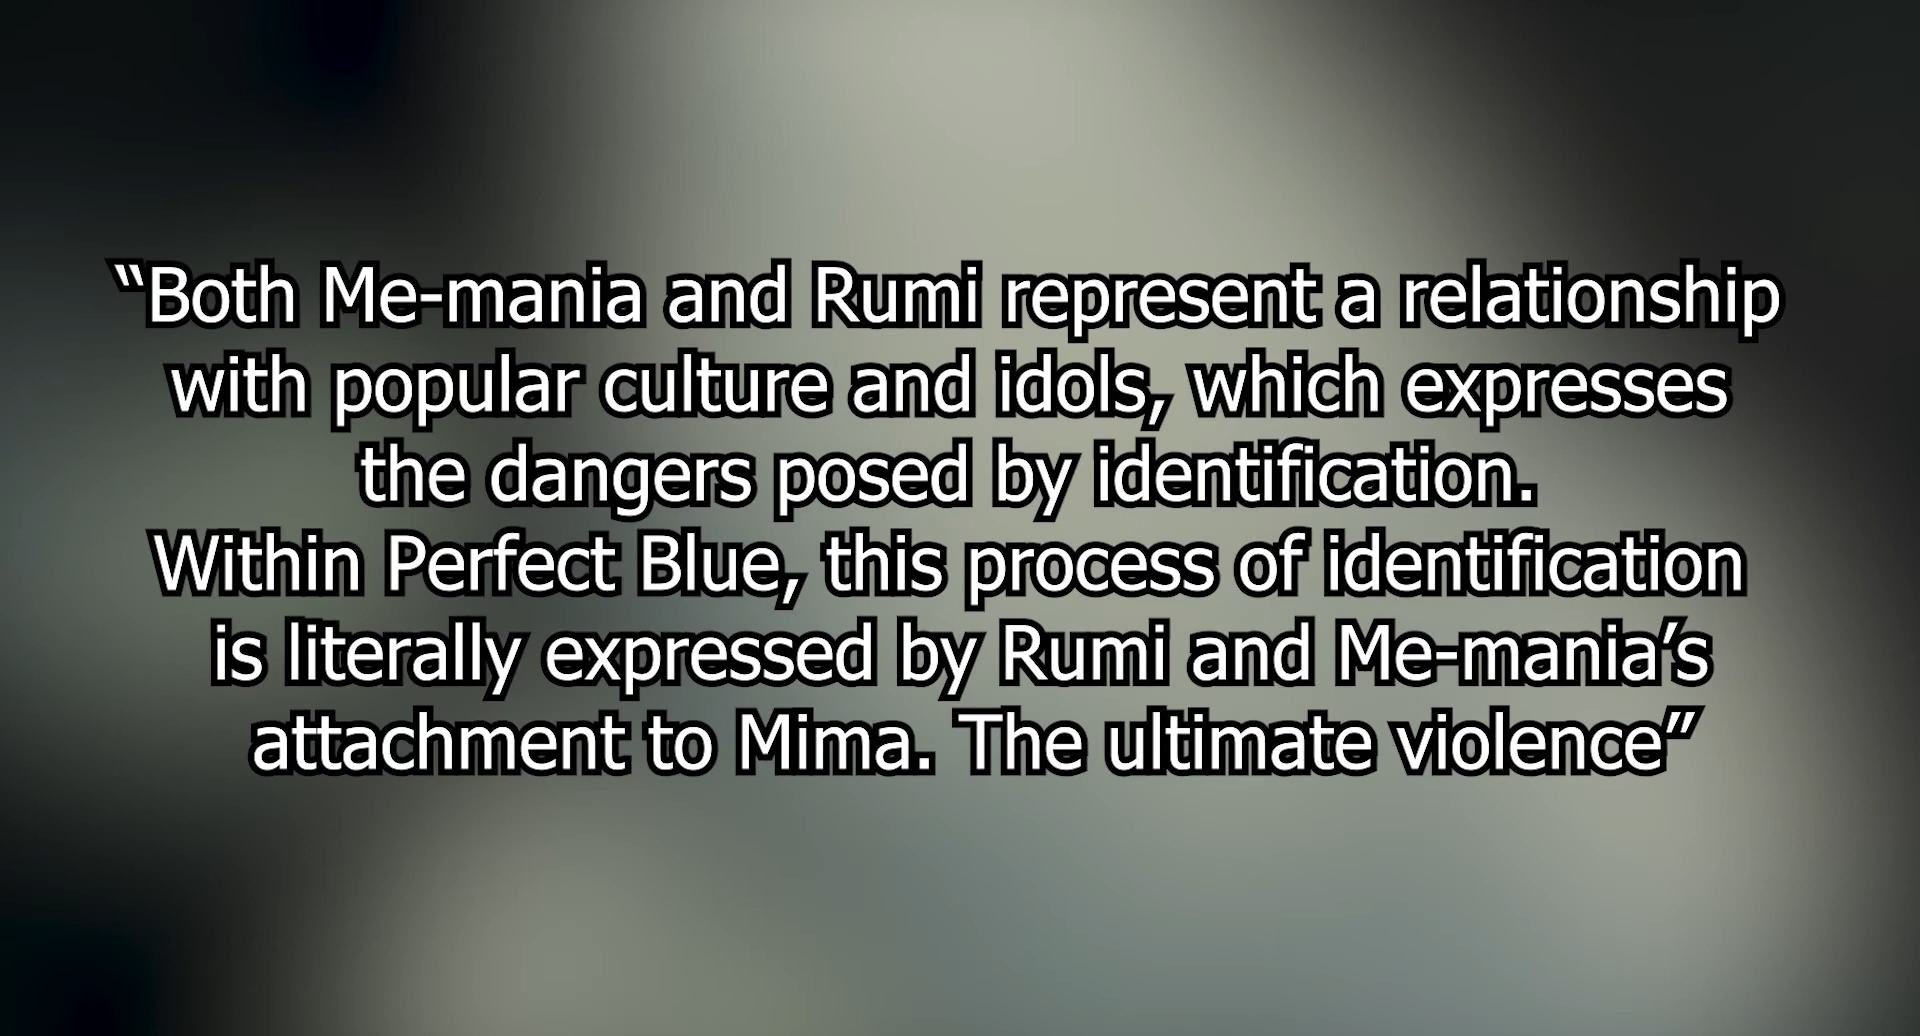 “Both Me-mania and Rumi represent a relationship
with popular culture and idols, which expresses
the dangers posed by identification.
Within Perfect Blue, this process of identification
is literally expressed by Rumi and Me-mania’s
attachment to Mima. The ultimate violence”